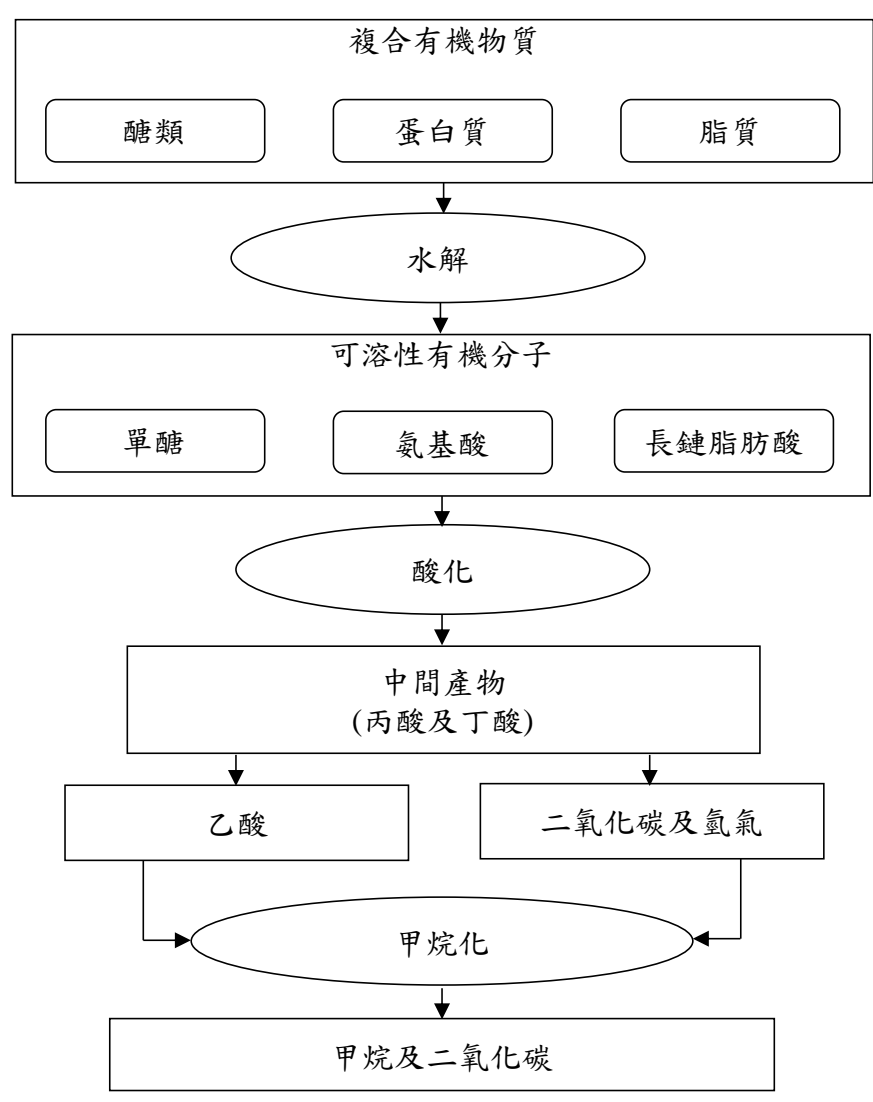 複合有機物質
醣類
蛋白質
脂質
水解
可溶性有機分子
單醣
氨基酸
長鏈脂肪酸
酸化
中間產物
(丙酸及丁酸)
乙酸
二氧化碳及氫氣
甲烷化
甲烷及二氧化碳